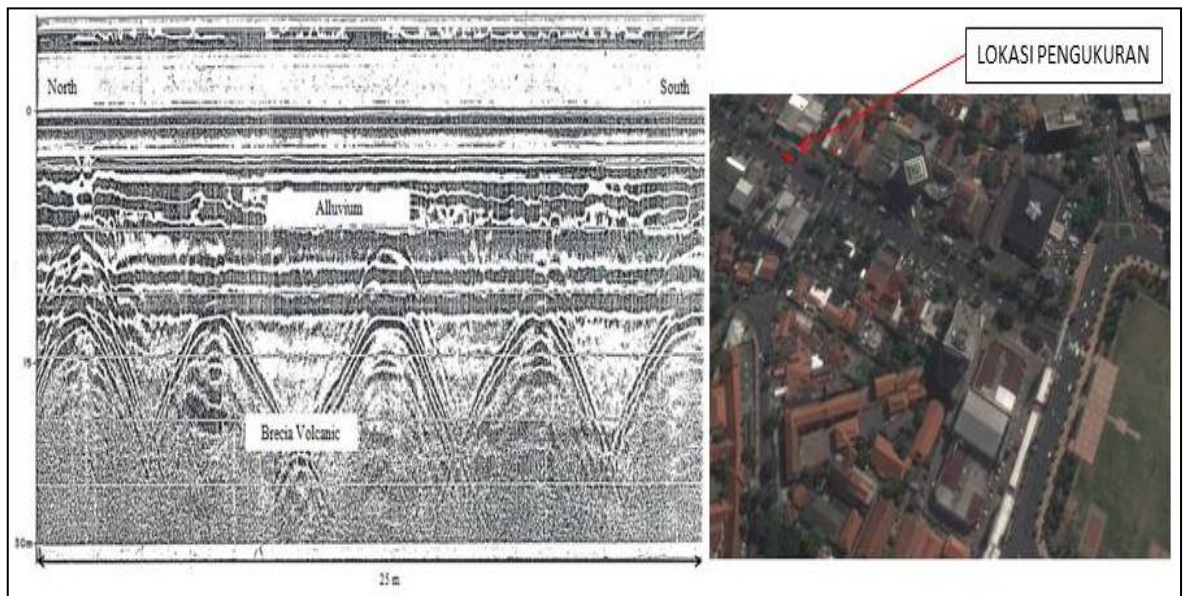 LOKASI PENGUKURAN
North
South
0
Alluvium
15
Brecia Volcanic
30m
25 m